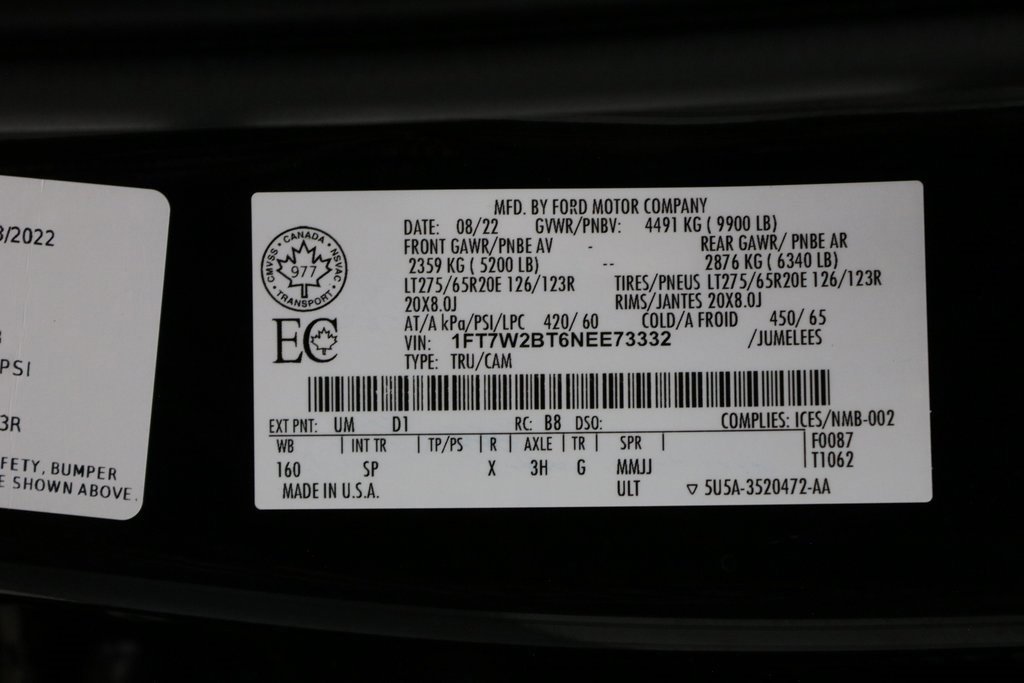 3/2022
PSI
3R
FETY, BUMPER
E SHOWN ABOVE.
MFD. BY FORD MOTOR COMPANY
DATE: 08/22 GVWR/PNBV: 4491 KG ( 9900 LB)
FRONT GAWR/PNBE AV - REAR GAWR/ PNBE AR
2359 KG ( 5200 LB) -- 2876 KG ( 6340 LB)
LT275/65R20E 126/123R TIRES/PNEUS LT275/65R20E 126/123R
20X8.0J RIMS/JANTES 20X8.0J
AT/A kPa/PSI/LPC 420/ 60 COLD/A FROID 450/ 65
VIN: 1FT7W2BT6NEE73332 /JUMELEES
TYPE: TRU/CAM
CANADA
CMVSS 977 NSVAC
TRANSPORT
EC
EXT PNT: UM D1 RC: B8 DSO: COMPLIES: ICES/NMB-002
WB | INT TR | TP/PS | R | AXLE | TR | SPR | F0087
160 SP X 3H G MMJJ T1062
MADE IN U.S.A. ULT ▽ 5U5A-3520472-AA